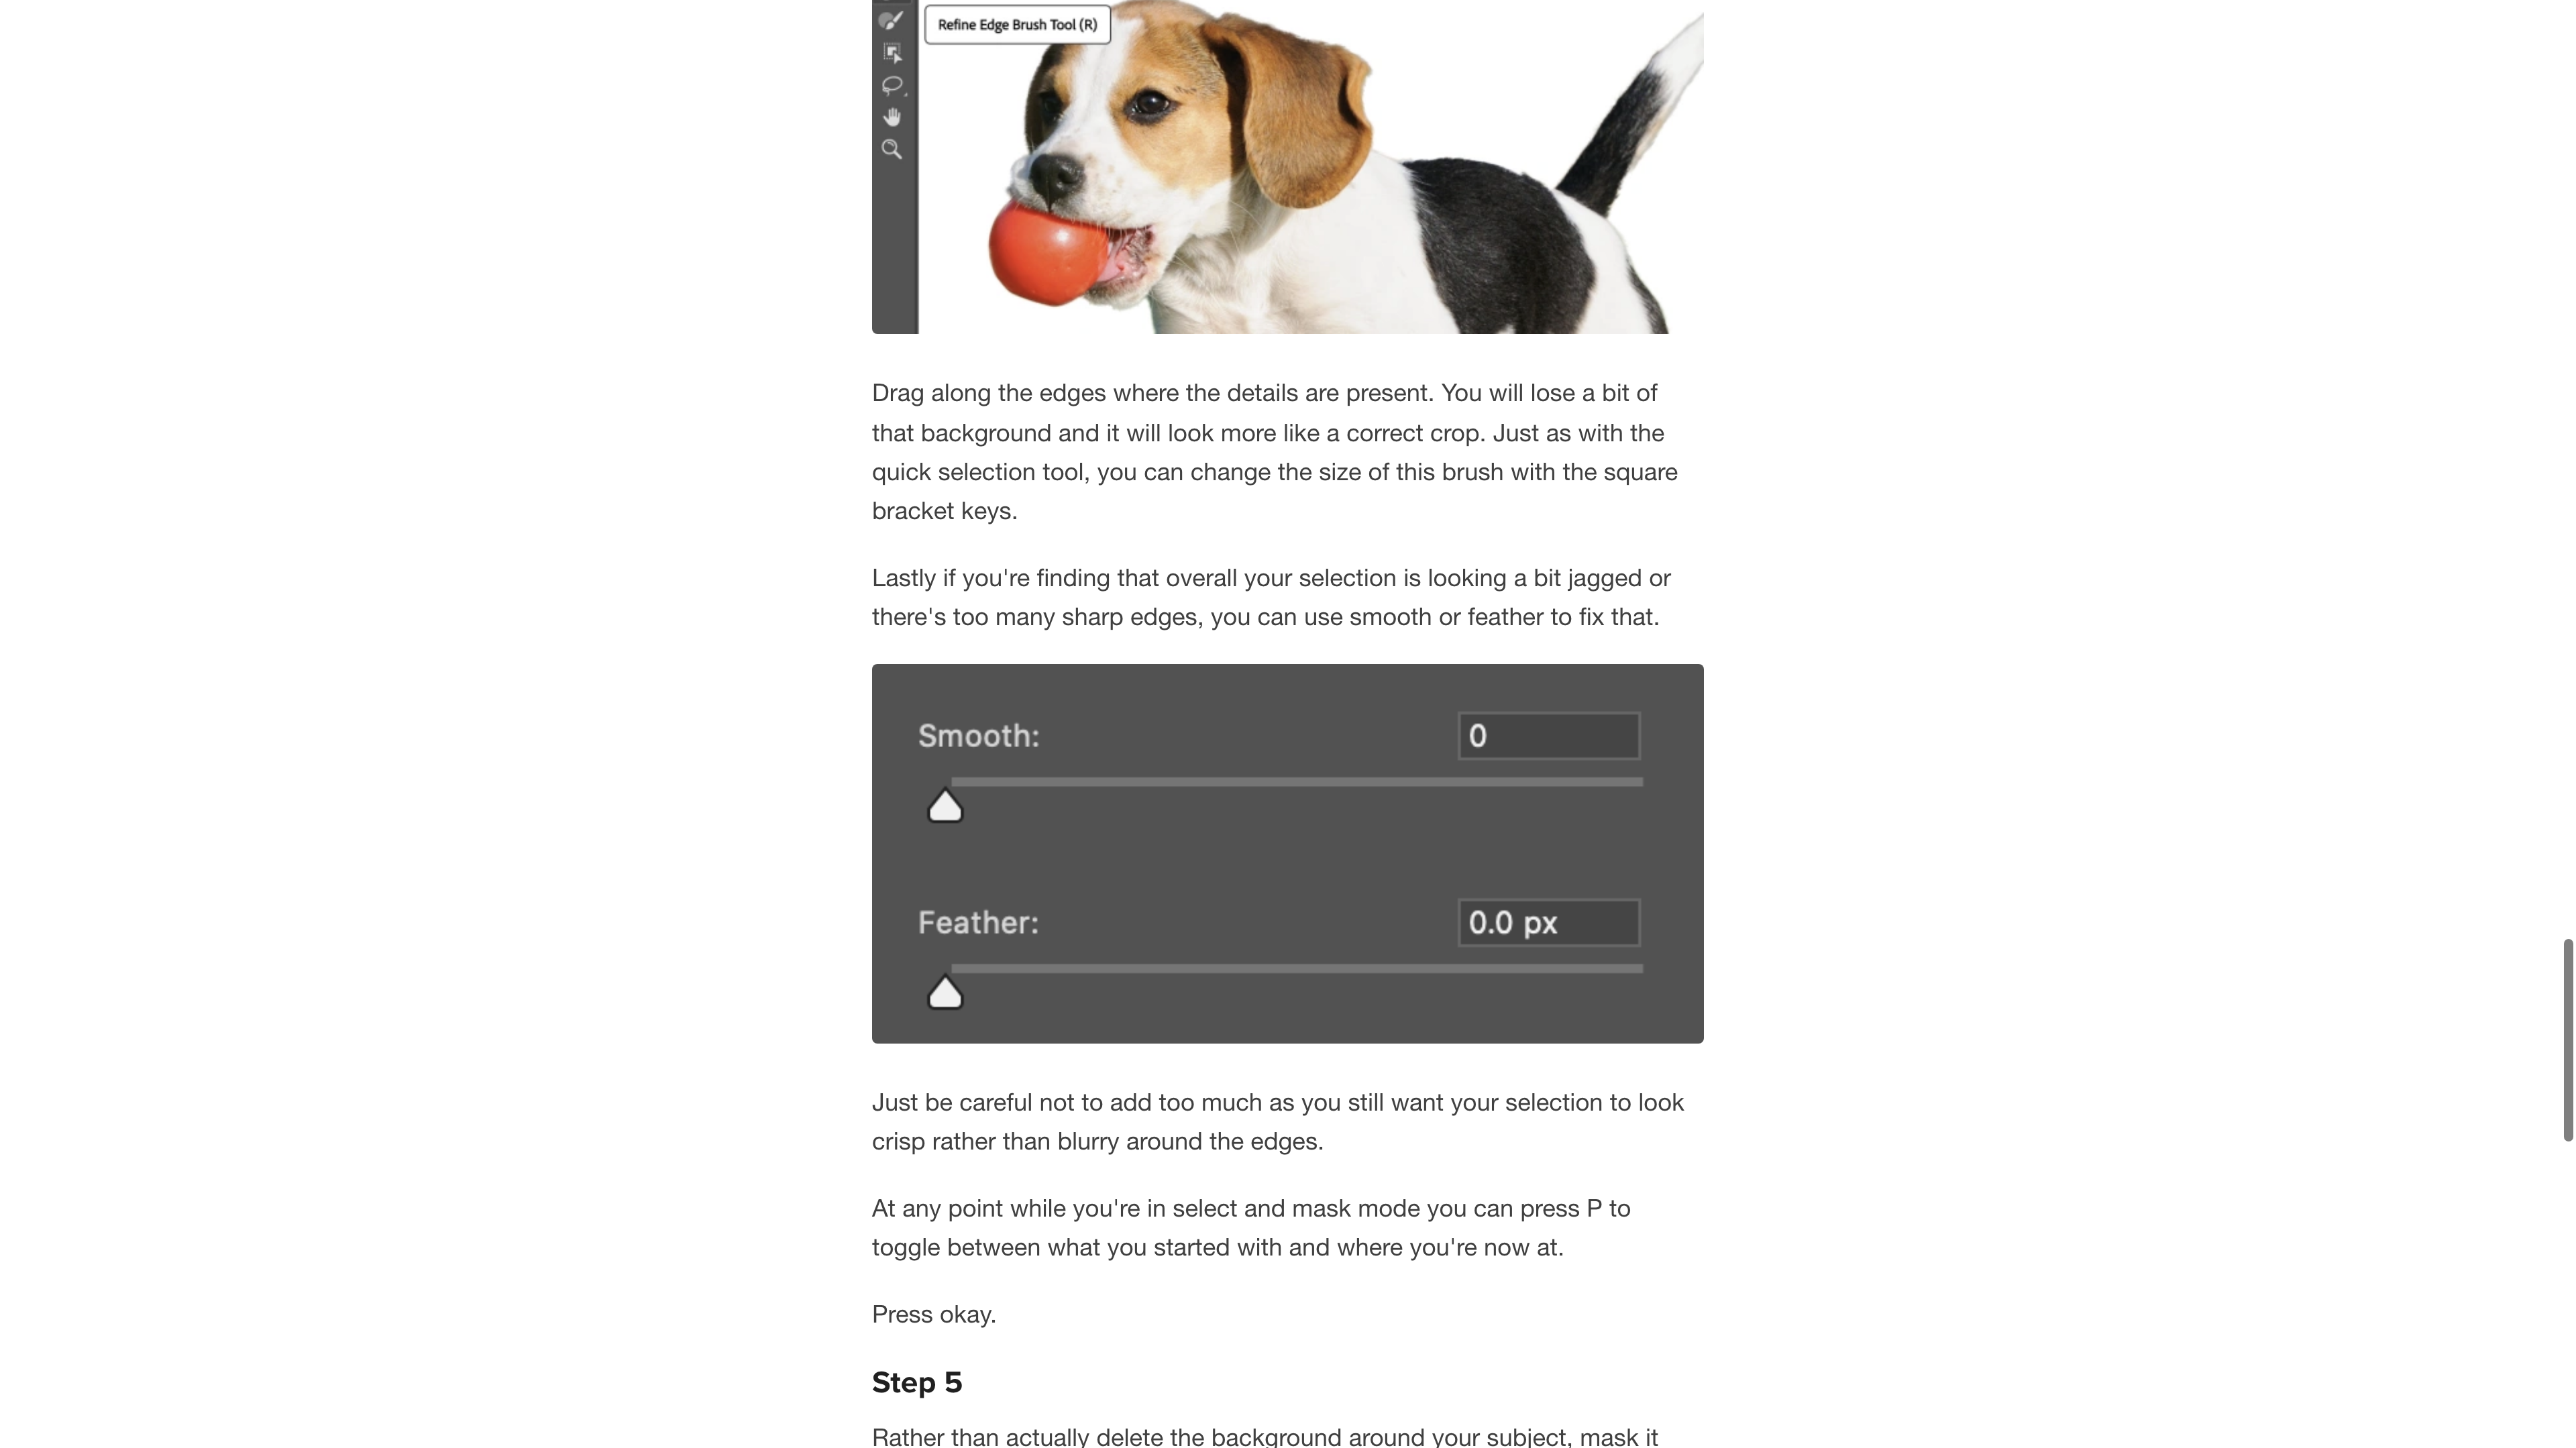 Refine Edge Brush Tool (R)
Drag along the edges where the details are present. You will lose a bit of
that background and it will look more like a correct crop. Just as with the
quick selection tool, you can change the size of this brush with the square
bracket keys.
Lastly if you're finding that overall your selection is looking a bit jagged or
there's too many sharp edges, you can use smooth or feather to fix that.
Smooth: 0
Feather: 0.0 px
Just be careful not to add too much as you still want your selection to look
crisp rather than blurry around the edges.
At any point while you're in select and mask mode you can press P to
toggle between what you started with and where you're now at.
Press okay.
Step 5
Rather than actually delete the background around your subject, mask it